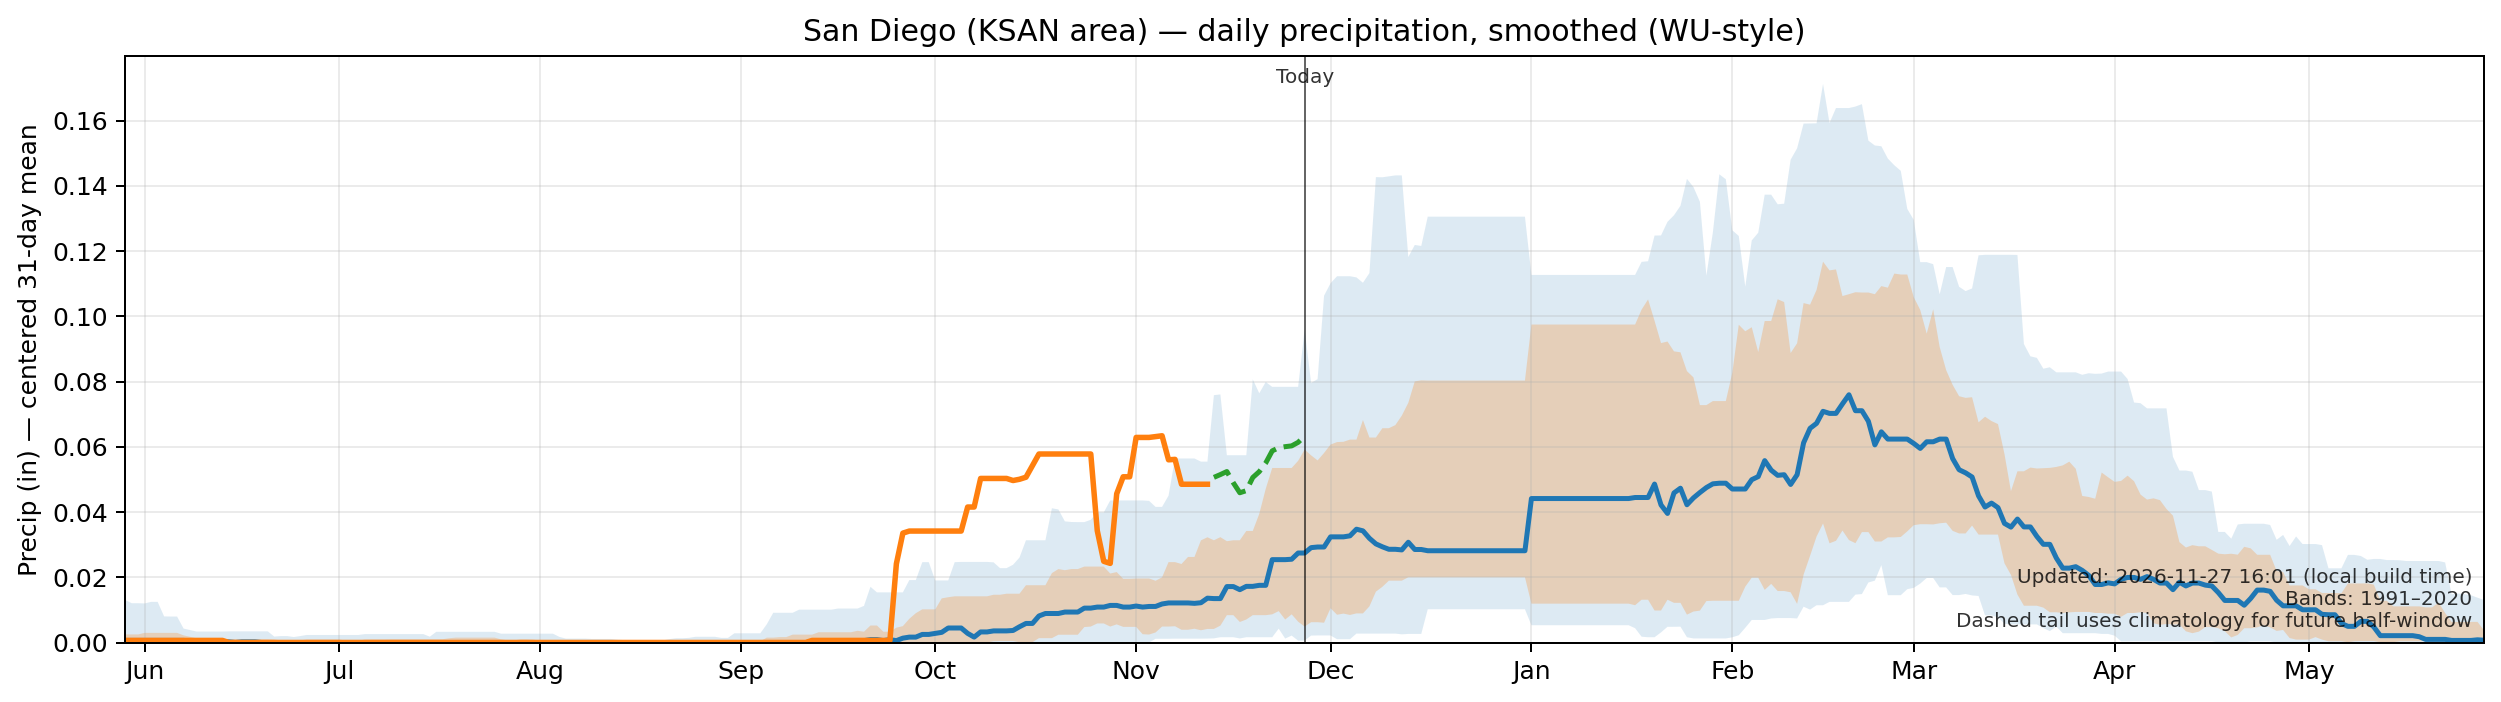 San Diego (KSAN area) — daily precipitation, smoothed (WU-style)
Today
Precip (in) — centered 31-day mean
0.16
0.14
0.12
0.10
0.08
0.06
0.04
0.02
0.00
Updated: 2026-11-27 16:01 (local build time)
Bands: 1991–2020
Dashed tail uses climatology for future half-window
Jun Jul Aug Sep Oct Nov Dec Jan Feb Mar Apr May